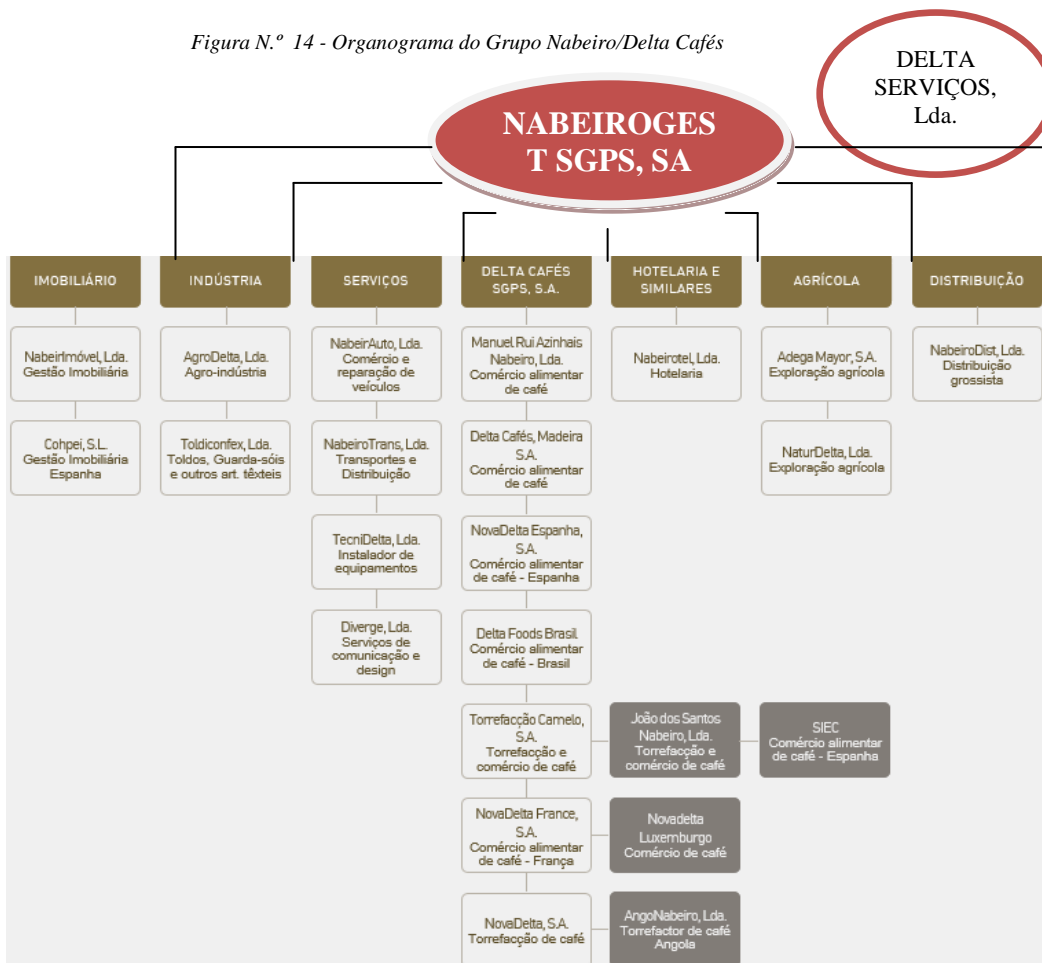 Figura N.º 14 - Organograma do Grupo Nabeiro/Delta Cafés
DELTA
SERVIÇOS,
Lda.
NABEIROGES
T SGPS, SA
IMOBILIÁRIO
INDÚSTRIA
SERVIÇOS
DELTA CAFÉS
SGPS, S.A.
HOTELARIA E
SIMILARES
AGRÍCOLA
DISTRIBUIÇÃO
NabeirImóvel, Lda.
Gestão Imobiliária
Cohpei, S.L.
Gestão Imobiliária
Espanha
AgroDelta, Lda.
Agro-indústria
Toldiconfex, Lda.
Toldos, Guarda-sóis
e outros art. têxteis
NabeirAuto, Lda.
Comércio e
reparação de
veículos
NabeiroTrans, Lda.
Transportes e
Distribuição
TecniDelta, Lda.
Instalador de
equipamentos
Diverge, Lda.
Serviços de
comunicação e
design
Manuel Rui Azinhais
Nabeiro, Lda.
Comércio alimentar
de café
Delta Cafés, Madeira
S.A.
Comércio alimentar
de café
NovaDelta Espanha,
S.A.
Comércio alimentar
de café - Espanha
Delta Foods Brasil
Comércio alimentar
de café - Brasil
Torrefacção Camelo,
S.A.
Torrefacção e
comércio de café
NovaDelta France,
S.A.
Comércio alimentar
de café - França
NovaDelta, S.A.
Torrefacção de café
Nabeirotel, Lda.
Hotelaria
João dos Santos
Nabeiro, Lda.
Torrefacção e
comércio de café
Novadelta
Luxemburgo
Comércio de café
AngoNabeiro, Lda.
Torrefactor de café
Angola
Adega Mayor, S.A.
Exploração agrícola
NaturDelta, Lda.
Exploração agrícola
SIEC
Comércio alimentar
de café - Espanha
NabeiroDist, Lda.
Distribuição
grossista